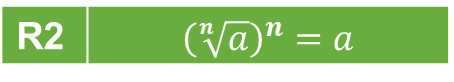 R2 (ⁿ√a)ⁿ = a